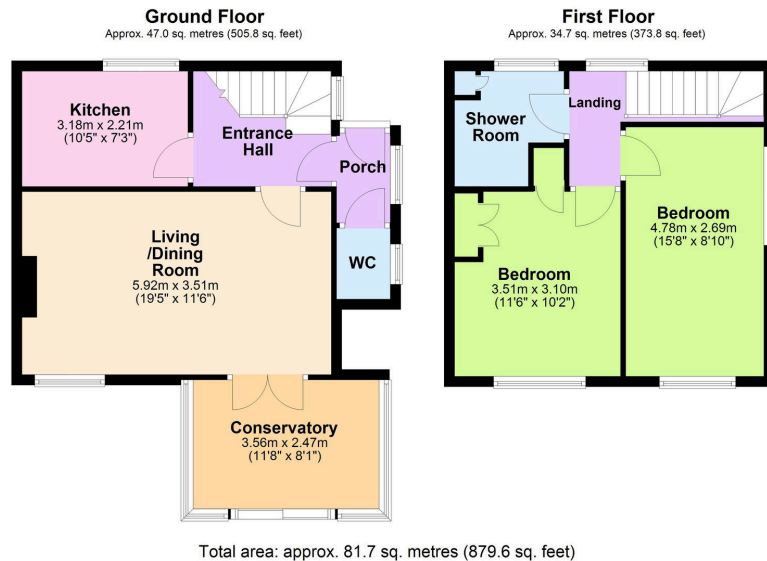 Ground Floor
Approx. 47.0 sq. metres (505.8 sq. feet)
Kitchen
3.18m x 2.21m
(10'5" x 7'3")
Entrance
Hall
Porch
Living
/Dining
Room
5.92m x 3.51m
(19'5" x 11'6")
WC
Conservatory
3.56m x 2.47m
(11'8" x 8'1")
First Floor
Approx. 34.7 sq. metres (373.8 sq. feet)
Shower
Room
Landing
Bedroom
4.78m x 2.69m
(15'8" x 8'10")
Bedroom
3.51m x 3.10m
(11'6" x 10'2")
Total area: approx. 81.7 sq. metres (879.6 sq. feet)